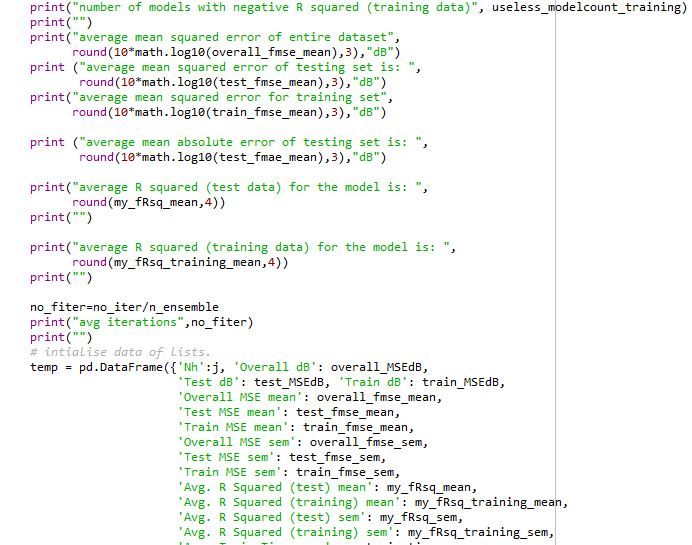 print("number of models with negative R squared (training data)", useless_modelcount_training)
print("")
print("average mean squared error of entire dataset",
round(10*math.log10(overall_fmse_mean),3),"dB")
print ("average mean squared error of testing set is: ",
round(10*math.log10(test_fmse_mean),3),"dB")
print("average mean squared error for training set",
round(10*math.log10(train_fmse_mean),3),"dB")
print ("average mean absolute error of testing set is: ",
round(10*math.log10(test_fmae_mean),3),"dB")
print("average R squared (test data) for the model is: ",
round(my_fRsq_mean,4))
print("")
print("average R squared (training data) for the model is: ",
round(my_fRsq_training_mean,4))
print("")
no_fiter=no_iter/n_ensemble
print("avg iterations",no_fiter)
print("")
# intialise data of lists.
temp = pd.DataFrame({'Nh':j, 'Overall dB': overall_MSEdB,
'Test dB': test_MSEdB, 'Train dB': train_MSEdB,
'Overall MSE mean': overall_fmse_mean,
'Test MSE mean': test_fmse_mean,
'Train MSE mean': train_fmse_mean,
'Overall MSE sem': overall_fmse_sem,
'Test MSE sem': test_fmse_sem,
'Train MSE sem': train_fmse_sem,
'Avg. R Squared (test) mean': my_fRsq_mean,
'Avg. R Squared (training) mean': my_fRsq_training_mean,
'Avg. R Squared (test) sem': my_fRsq_sem,
'Avg. R Squared (training) sem': my_fRsq_training_sem,